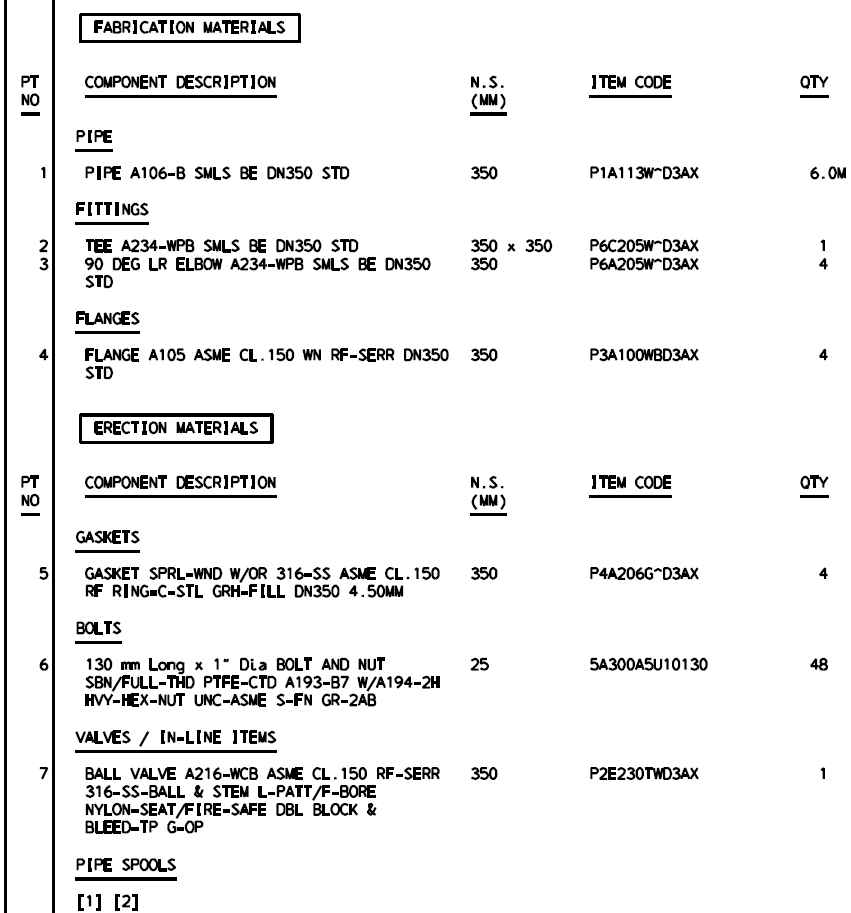 FABRICATION MATERIALS
PT NO COMPONENT DESCRIPTION N.S. (MM) ITEM CODE QTY
PIPE
1 PIPE A106-B SMLS BE DN350 STD 350 P1A113W^D3AX 6.0M
FITTINGS
2 TEE A234-WPB SMLS BE DN350 STD 350 x 350 P6C205W^D3AX 1
3 90 DEG LR ELBOW A234-WPB SMLS BE DN350 350 P6A205W^D3AX 4
STD
FLANGES
4 FLANGE A105 ASME CL.150 WN RF-SERR DN350 350 P3A100WBD3AX 4
STD
ERECTION MATERIALS
PT NO COMPONENT DESCRIPTION N.S. (MM) ITEM CODE QTY
GASKETS
5 GASKET SPRL-WND W/OR 316-SS ASME CL.150 350 P4A206G^D3AX 4
RF RING=C-STL GRH-FILL DN350 4.50MM
BOLTS
6 130 mm Long x 1" Dia BOLT AND NUT 25 5A300A5U10130 48
SBN/FULL-THD PTFE-CTD A193-B7 W/A194-2H
HVY-HEX-NUT UNC-ASME S-FN GR-2AB
VALVES / IN-LINE ITEMS
7 BALL VALVE A216-WCB ASME CL.150 RF-SERR 350 P2E230TWD3AX 1
316-SS-BALL & STEM L-PATT/F-BORE
NYLON-SEAT/FIRE-SAFE DBL BLOCK &
BLEED-TP G-OP
PIPE SPOOLS
[1] [2]